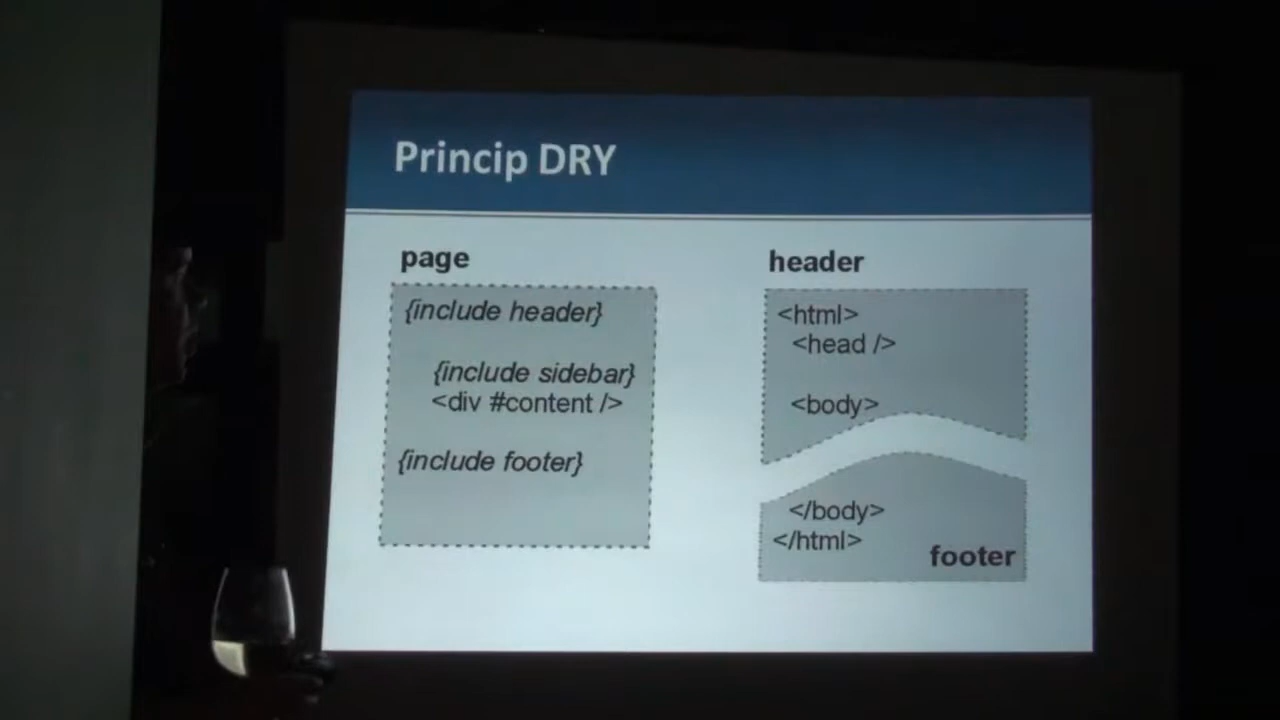 Princip DRY
page
{include header}
{include sidebar}
<div #content />
{include footer}
header
<html>
<head />
<body>
</body>
</html>
footer